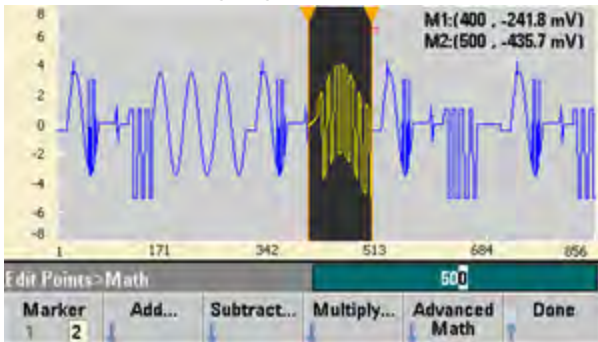 8
M1:(400 , -241.8 mV)
6
M2:(500 , -435.7 mV)
4
2
0
-2
-4
-6
-8
1 171 342 513 684 856
Edit Points>Math 500
Marker Add... Subtract... Multiply... Advanced Done
1 2 Math